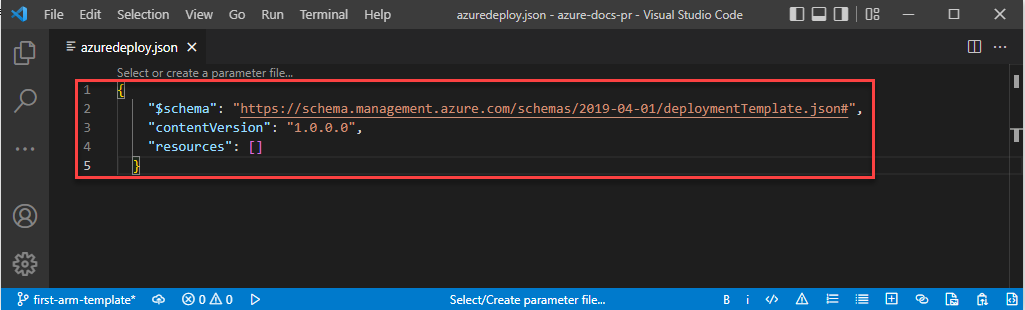 File Edit Selection View Go Run Terminal Help azuredeploy.json - azure-docs-pr - Visual Studio Code
azuredeploy.json
Select or create a parameter file...
1 {
2 "$schema": "https://schema.management.azure.com/schemas/2019-04-01/deploymentTemplate.json#",
3 "contentVersion": "1.0.0.0",
4 "resources": []
5 }
first-arm-template* 0 0 Select/Create parameter file... B i